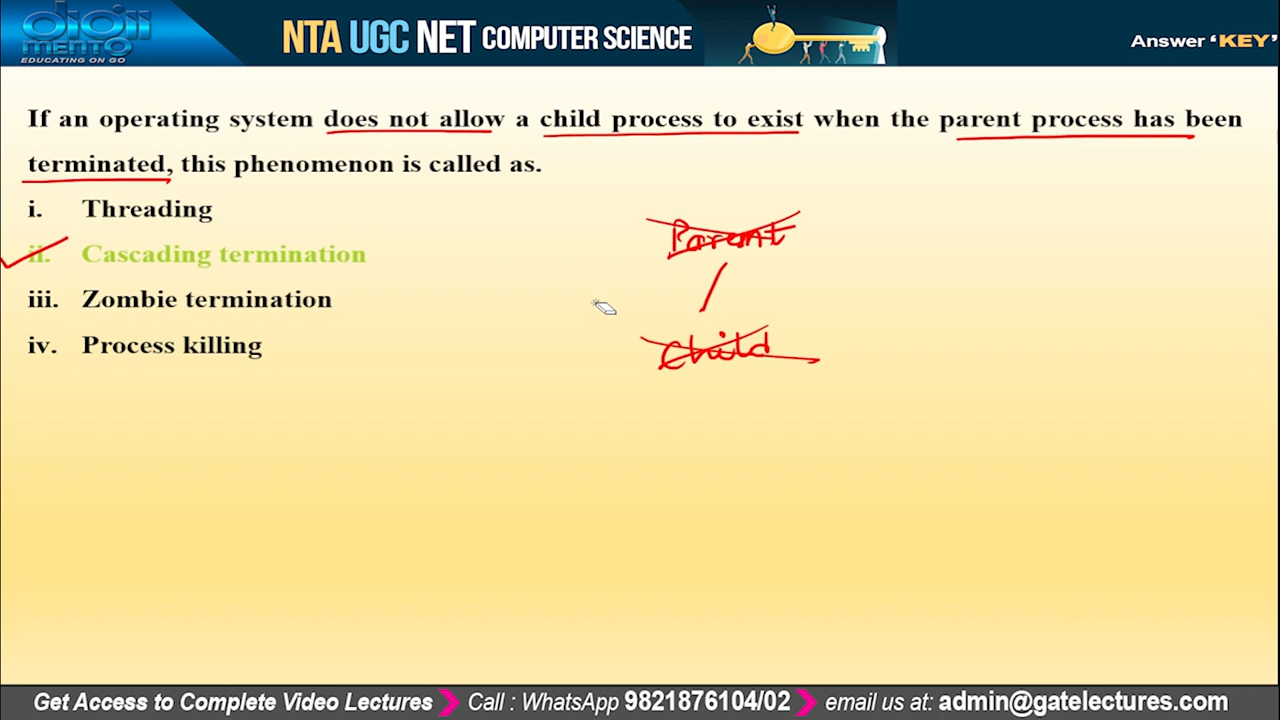 didji
MENTO
EDUCATING ON GO
NTA UGC NET COMPUTER SCIENCE
Answer ‘KEY’
If an operating system does not allow a child process to exist when the parent process has been
terminated, this phenomenon is called as.
i. Threading
ii. Cascading termination
Parent
iii. Zombie termination
iv. Process killing
Child
Get Access to Complete Video Lectures Call : WhatsApp 9821876104/02 email us at: admin@gatelectures.com